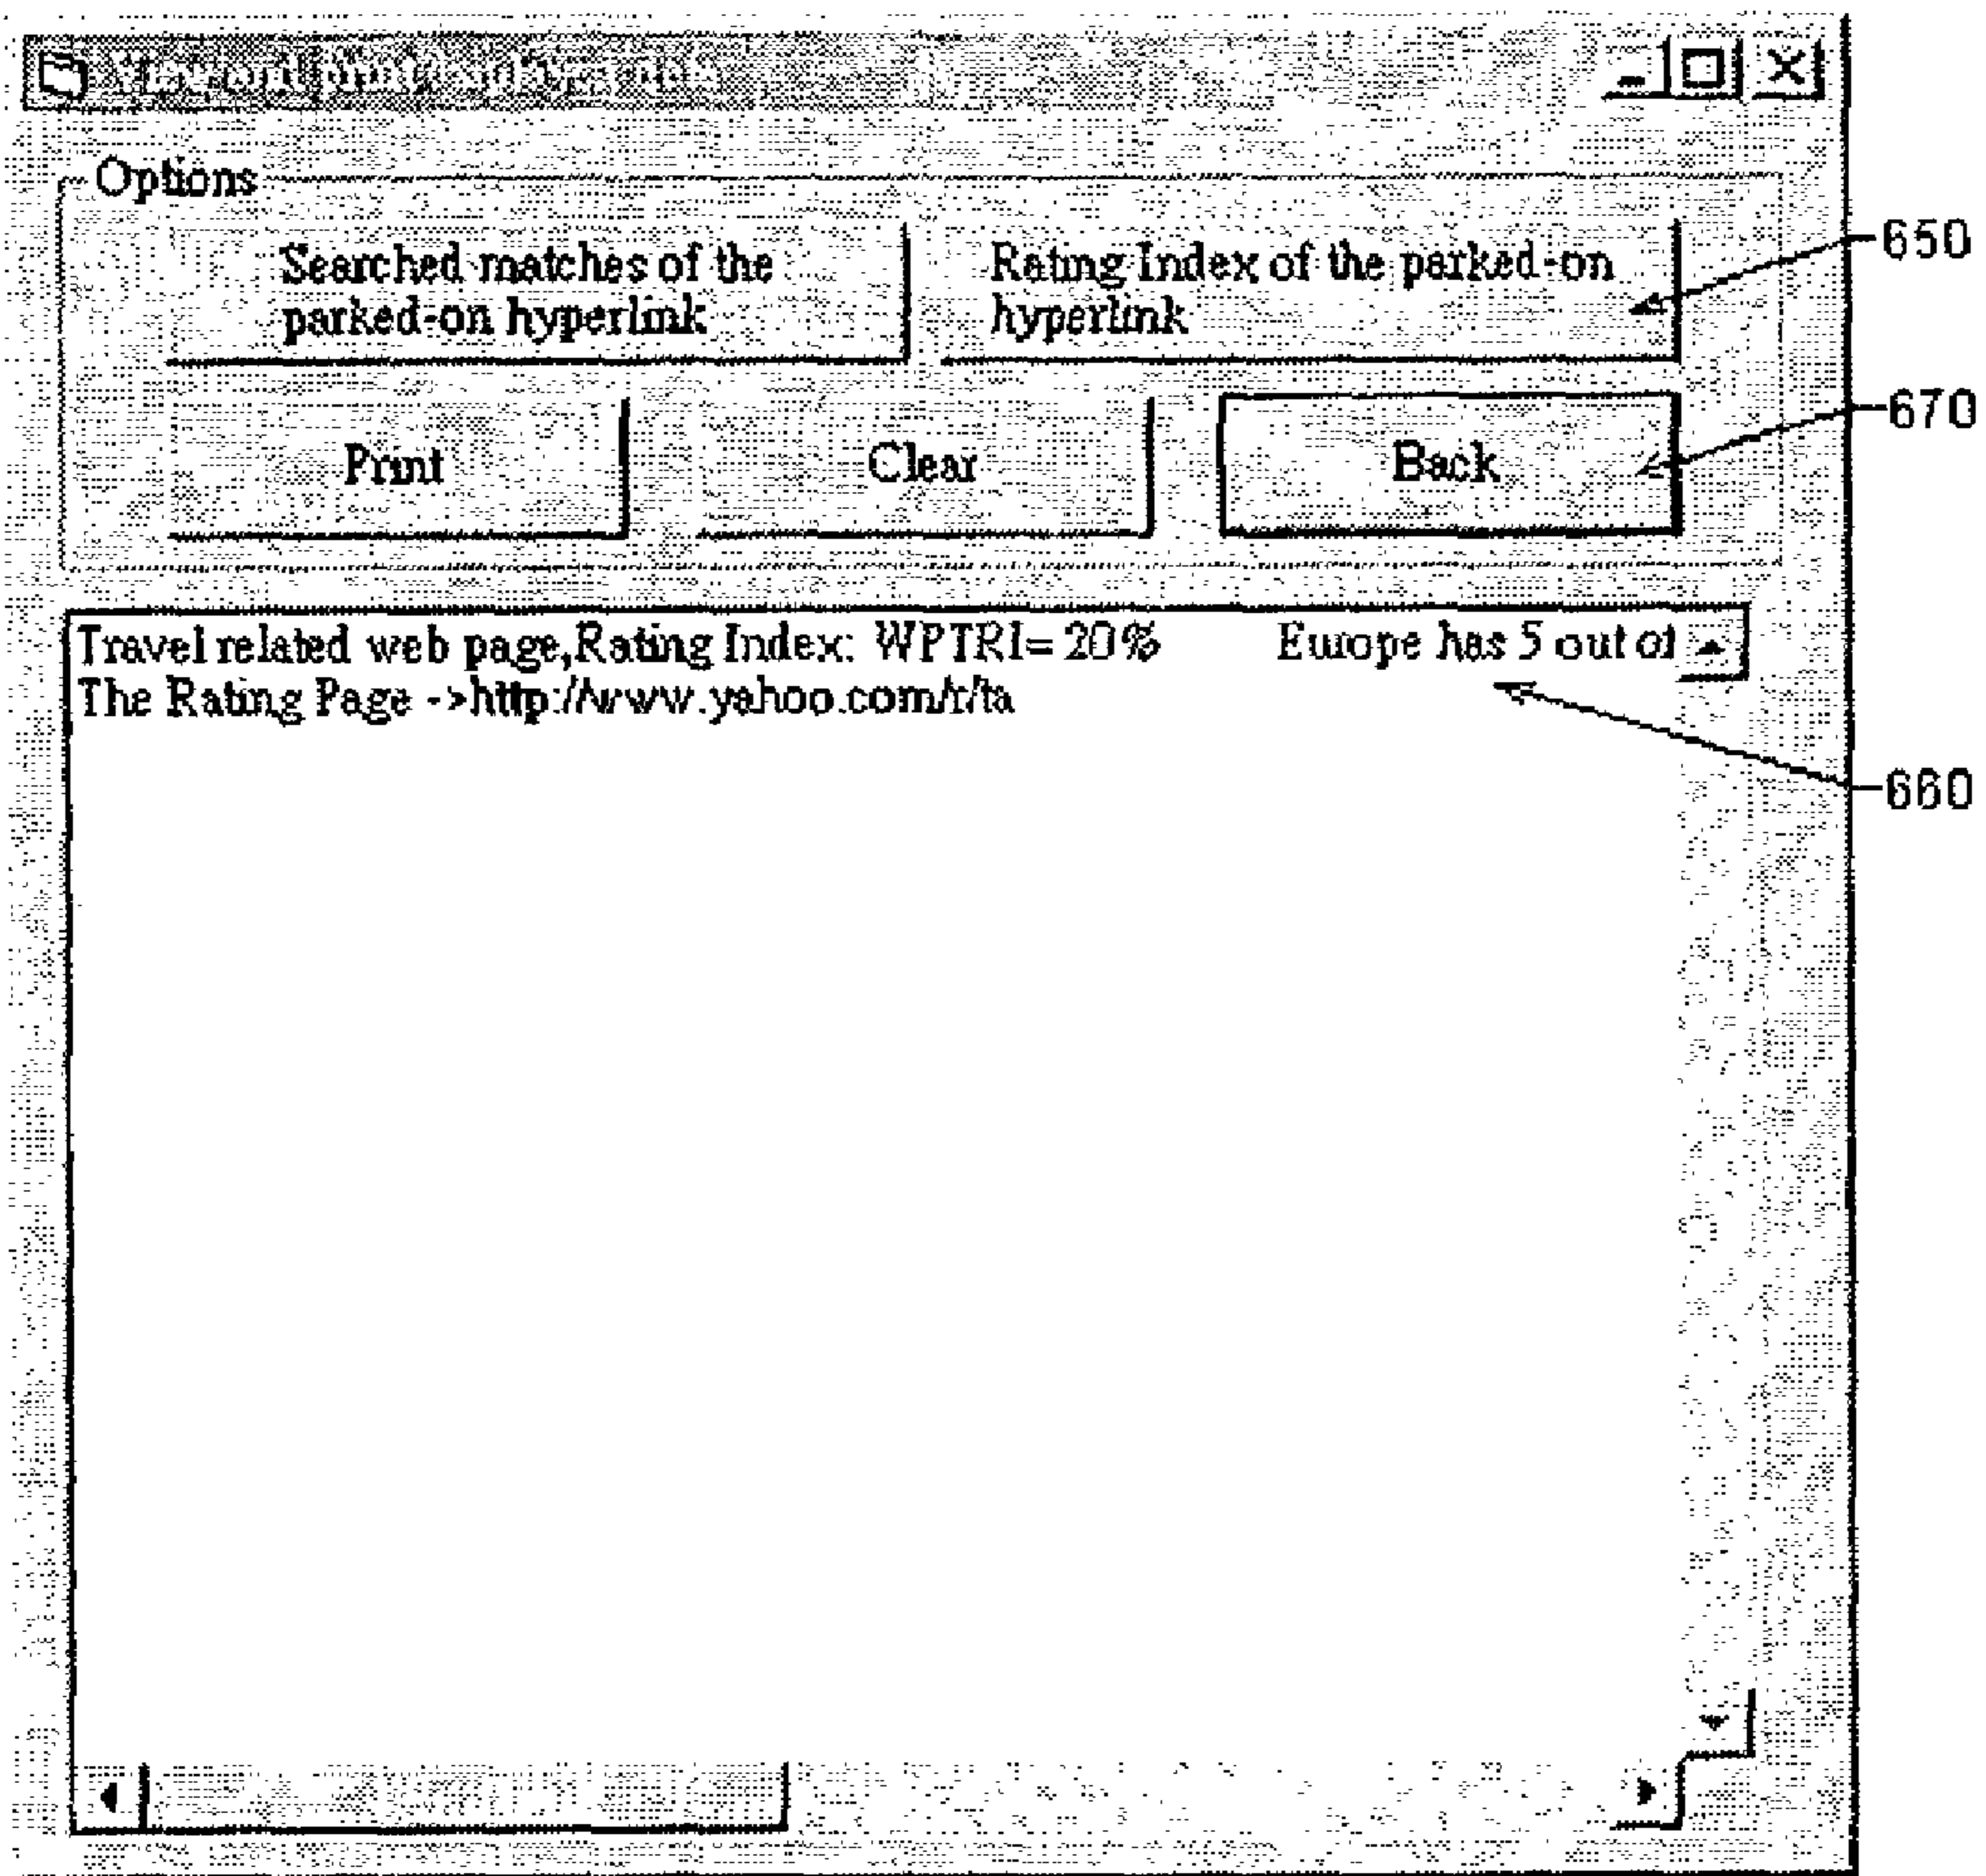 Options
Searched matches of the
parked-on hyperlink
Rating Index of the parked-on
hyperlink
650
Print
Clear
Back
670
Travel related web page,Rating Index: WPTRI= 20%
Europe has 5 out of
The Rating Page ->http://www.yahoo.com/r/ta
660